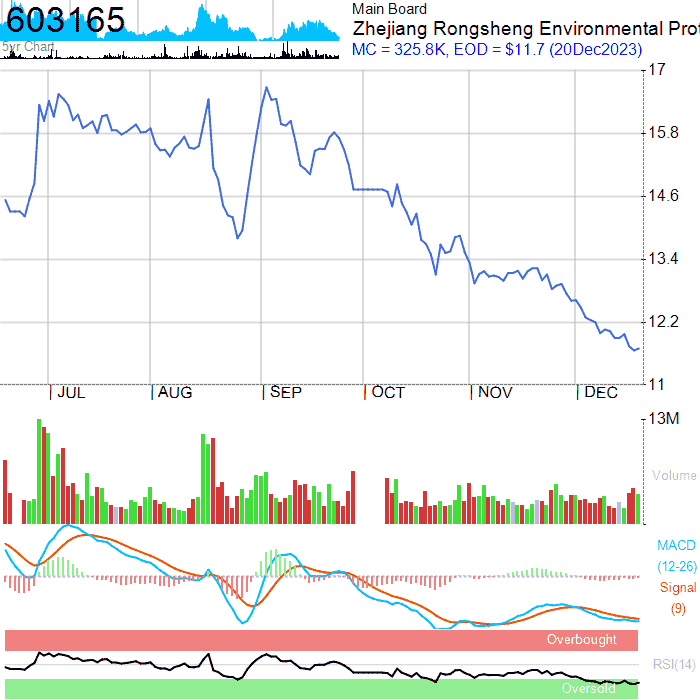 603165
5yr Chart
Main Board
Zhejiang Rongsheng Environmental Prot
MC = 325.8K, EOD = $11.7 (20Dec2023)
17
15.8
14.6
13.4
12.2
11
JUL AUG SEP OCT NOV DEC
13M
Volume
MACD
(12-26)
Signal
(9)
Overbought
RSI(14)
Oversold